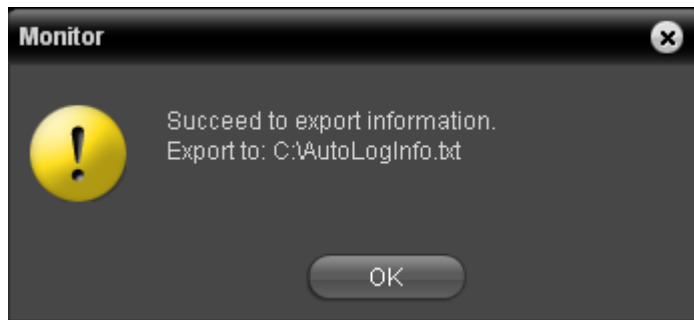 Monitor
Succeed to export information.
Export to: C:\AutoLogInfo.txt
OK